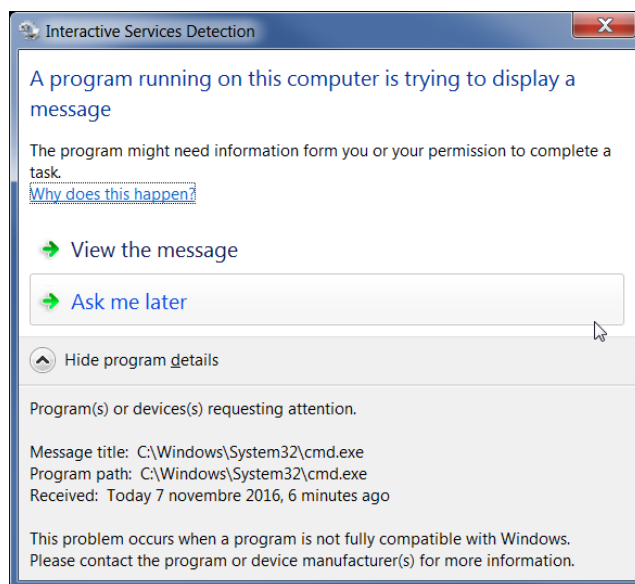 Interactive Services Detection
A program running on this computer is trying to display a
message
The program might need information form you or your permission to complete a
task.
Why does this happen?
View the message
Ask me later
Hide program details
Program(s) or devices(s) requesting attention.
Message title: C:\Windows\System32\cmd.exe
Program path: C:\Windows\System32\cmd.exe
Received: Today 7 novembre 2016, 6 minutes ago
This problem occurs when a program is not fully compatible with Windows.
Please contact the program or device manufacturer(s) for more information.